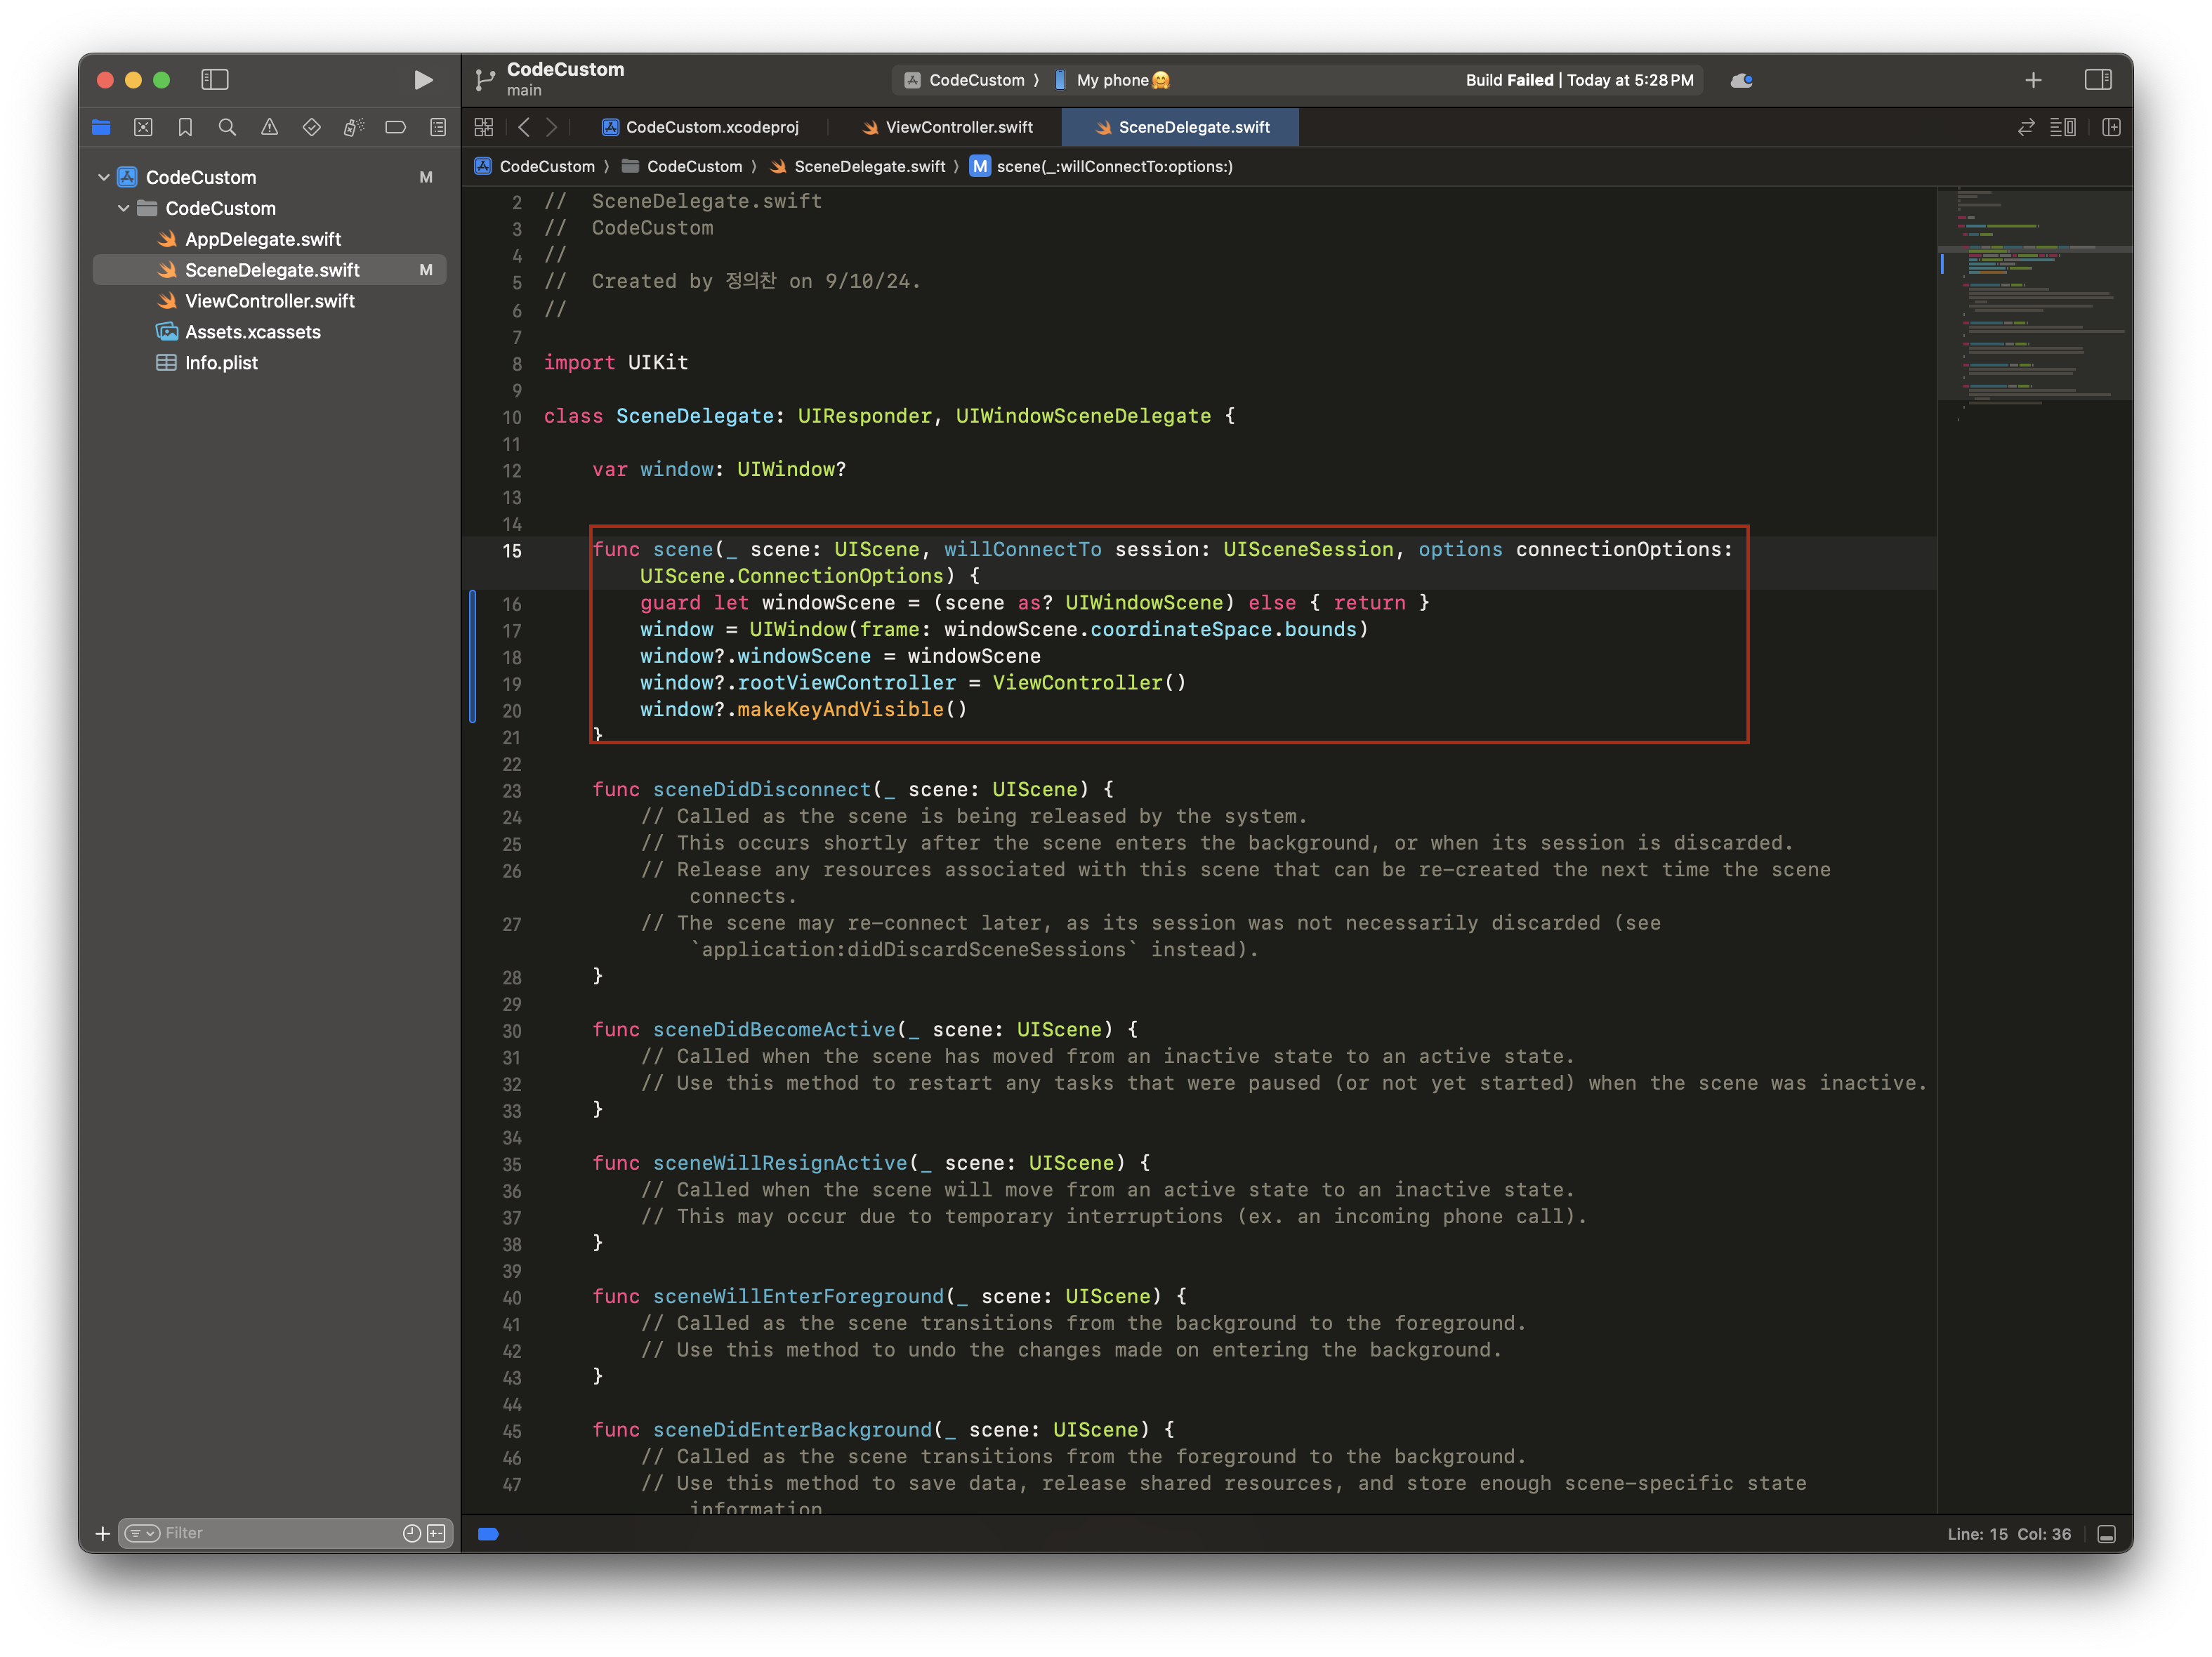 CodeCustom
main
CodeCustom 〉 My phone🤗
Build Failed | Today at 5:28 PM
CodeCustom.xcodeproj
ViewController.swift
SceneDelegate.swift
CodeCustom 〉 CodeCustom 〉 SceneDelegate.swift 〉 M scene(_:willConnectTo:options:)
CodeCustom M
CodeCustom
AppDelegate.swift
SceneDelegate.swift M
ViewController.swift
Assets.xcassets
Info.plist
Filter
2 //  SceneDelegate.swift
3 //  CodeCustom
4 //
5 //  Created by 정의찬 on 9/10/24.
6 //
7
8 import UIKit
9
10 class SceneDelegate: UIResponder, UIWindowSceneDelegate {
11
12     var window: UIWindow?
13
14
15     func scene(_ scene: UIScene, willConnectTo session: UISceneSession, options connectionOptions:
UIScene.ConnectionOptions) {
16         guard let windowScene = (scene as? UIWindowScene) else { return }
17         window = UIWindow(frame: windowScene.coordinateSpace.bounds)
18         window?.windowScene = windowScene
19         window?.rootViewController = ViewController()
20         window?.makeKeyAndVisible()
21     }
22
23     func sceneDidDisconnect(_ scene: UIScene) {
24         // Called as the scene is being released by the system.
25         // This occurs shortly after the scene enters the background, or when its session is discarded.
26         // Release any resources associated with this scene that can be re-created the next time the scene
connects.
27         // The scene may re-connect later, as its session was not necessarily discarded (see
`application:didDiscardSceneSessions` instead).
28     }
29
30     func sceneDidBecomeActive(_ scene: UIScene) {
31         // Called when the scene has moved from an inactive state to an active state.
32         // Use this method to restart any tasks that were paused (or not yet started) when the scene was inactive.
33     }
34
35     func sceneWillResignActive(_ scene: UIScene) {
36         // Called when the scene will move from an active state to an inactive state.
37         // This may occur due to temporary interruptions (ex. an incoming phone call).
38     }
39
40     func sceneWillEnterForeground(_ scene: UIScene) {
41         // Called as the scene transitions from the background to the foreground.
42         // Use this method to undo the changes made on entering the background.
43     }
44
45     func sceneDidEnterBackground(_ scene: UIScene) {
46         // Called as the scene transitions from the foreground to the background.
47         // Use this method to save data, release shared resources, and store enough scene-specific state
information
Line: 15  Col: 36